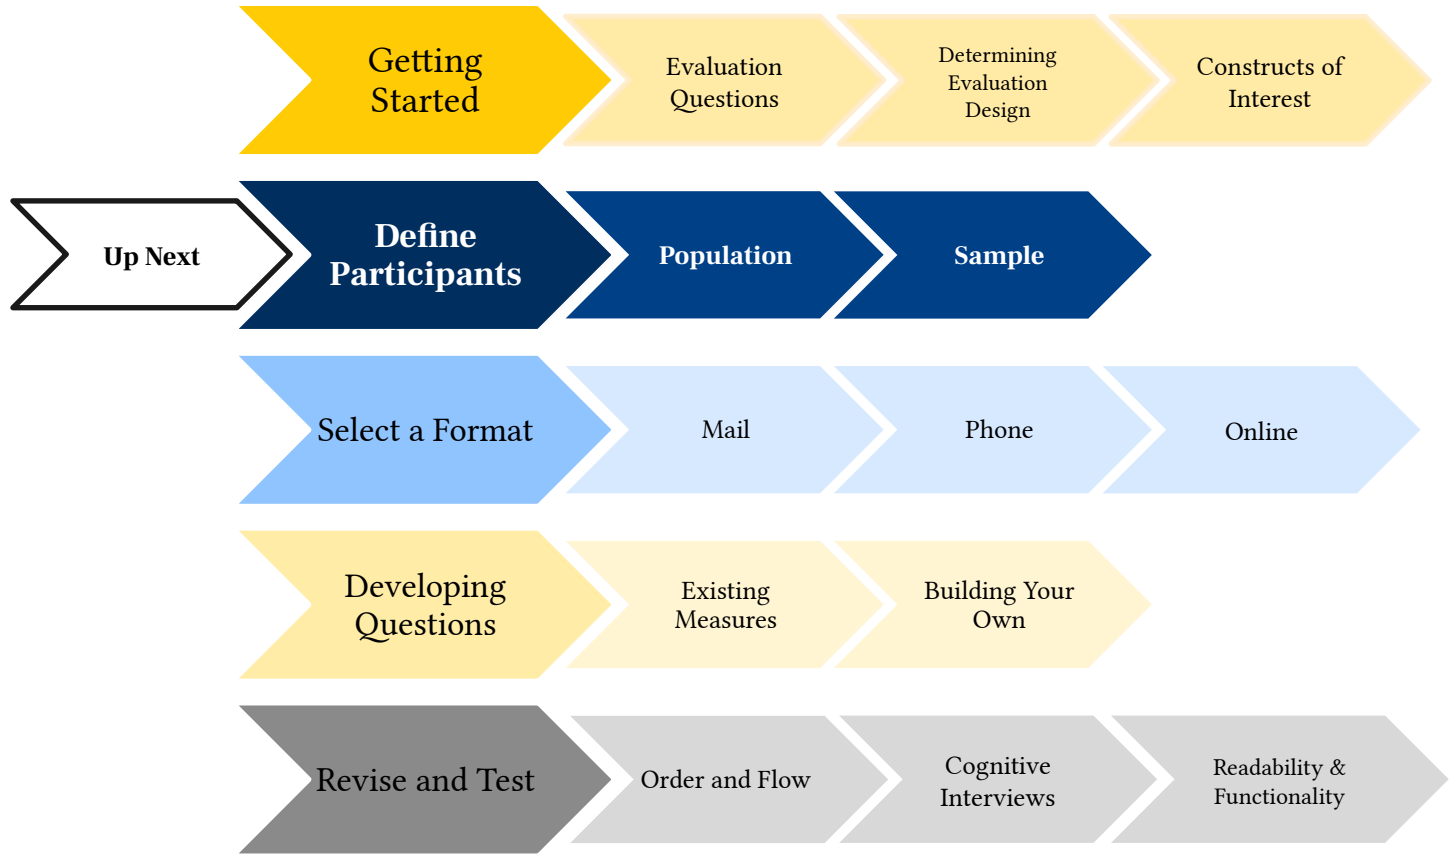 Getting
Started
Evaluation
Questions
Determining
Evaluation
Design
Constructs of
Interest
Up Next
Define
Participants
Population
Sample
Select a Format
Mail
Phone
Online
Developing
Questions
Existing
Measures
Building Your
Own
Revise and Test
Order and Flow
Cognitive
Interviews
Readability &
Functionality